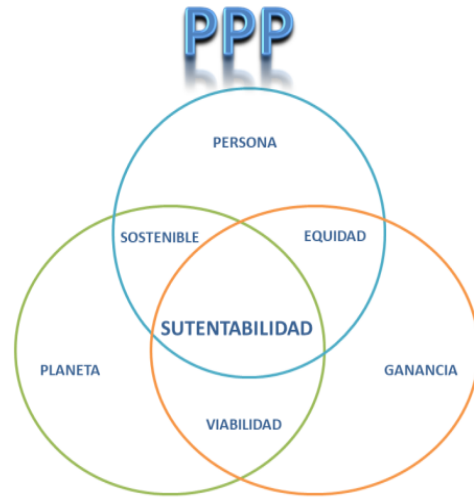 PPP
PERSONA
SOSTENIBLE
EQUIDAD
SUTENTABILIDAD
PLANETA
GANANCIA
VIABILIDAD